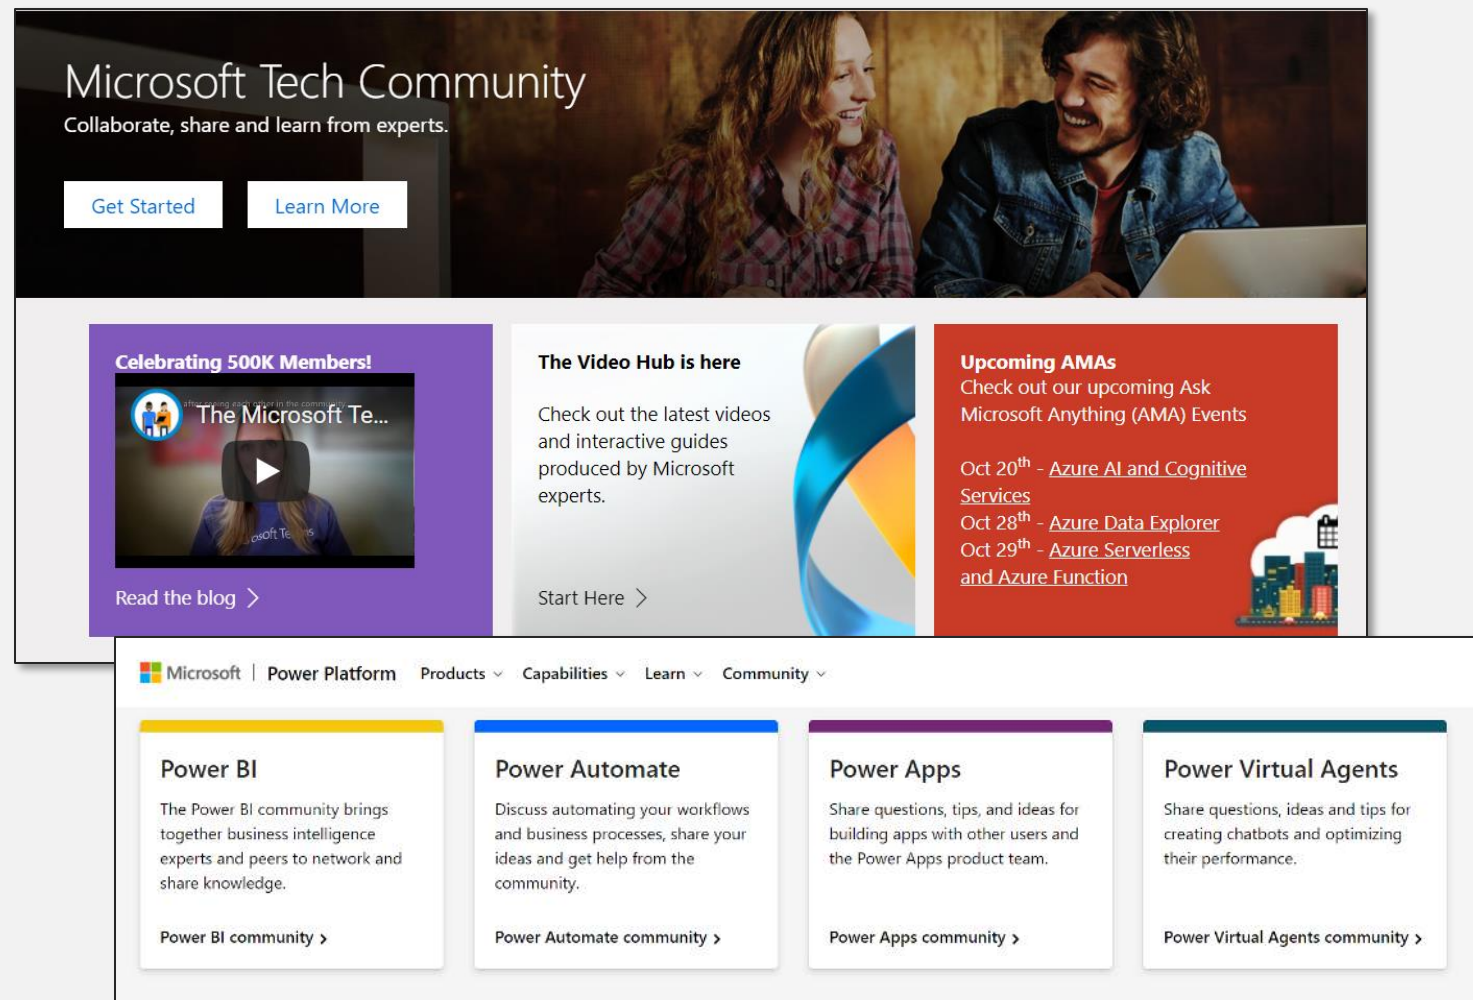 Microsoft Tech Community
Collaborate, share and learn from experts.
Get Started
Learn More
Celebrating 500K Members!
after seeing each other in the community
The Microsoft Te...
Read the blog
The Video Hub is here
Check out the latest videos
and interactive guides
produced by Microsoft
experts.
Start Here
Upcoming AMAs
Check out our upcoming Ask
Microsoft Anything (AMA) Events
Oct 20th - Azure AI and Cognitive
Services
Oct 28th - Azure Data Explorer
Oct 29th - Azure Serverless
and Azure Function
Microsoft | Power Platform Products Capabilities Learn Community
Power BI
The Power BI community brings
together business intelligence
experts and peers to network and
share knowledge.
Power BI community
Power Automate
Discuss automating your workflows
and business processes, share your
ideas and get help from the
community.
Power Automate community
Power Apps
Share questions, tips, and ideas for
building apps with other users and
the Power Apps product team.
Power Apps community
Power Virtual Agents
Share questions, ideas and tips for
creating chatbots and optimizing
their performance.
Power Virtual Agents community